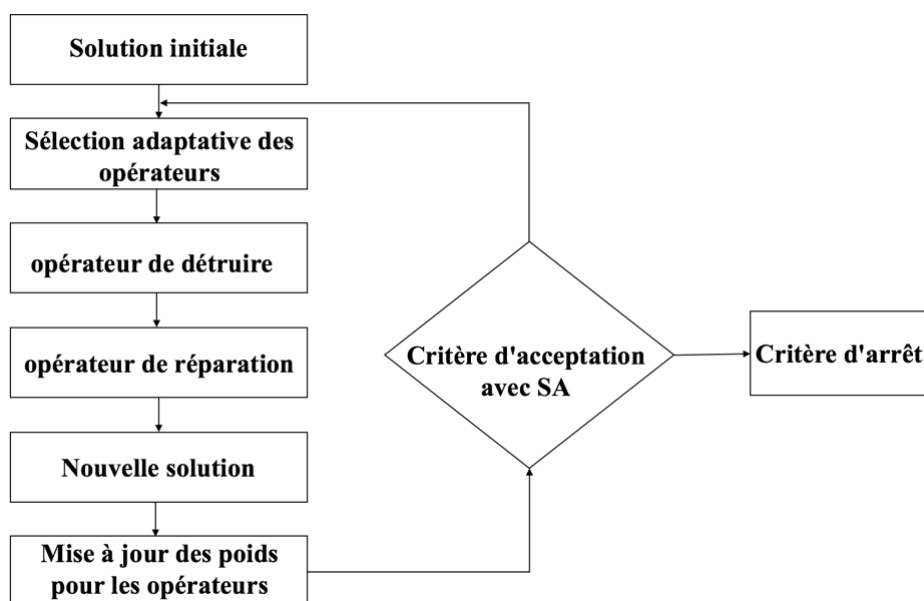 Solution initiale
Sélection adaptative des
opérateurs
opérateur de détruire
opérateur de réparation
Nouvelle solution
Mise à jour des poids
pour les opérateurs
Critère d'acceptation
avec SA
Critère d'arrêt